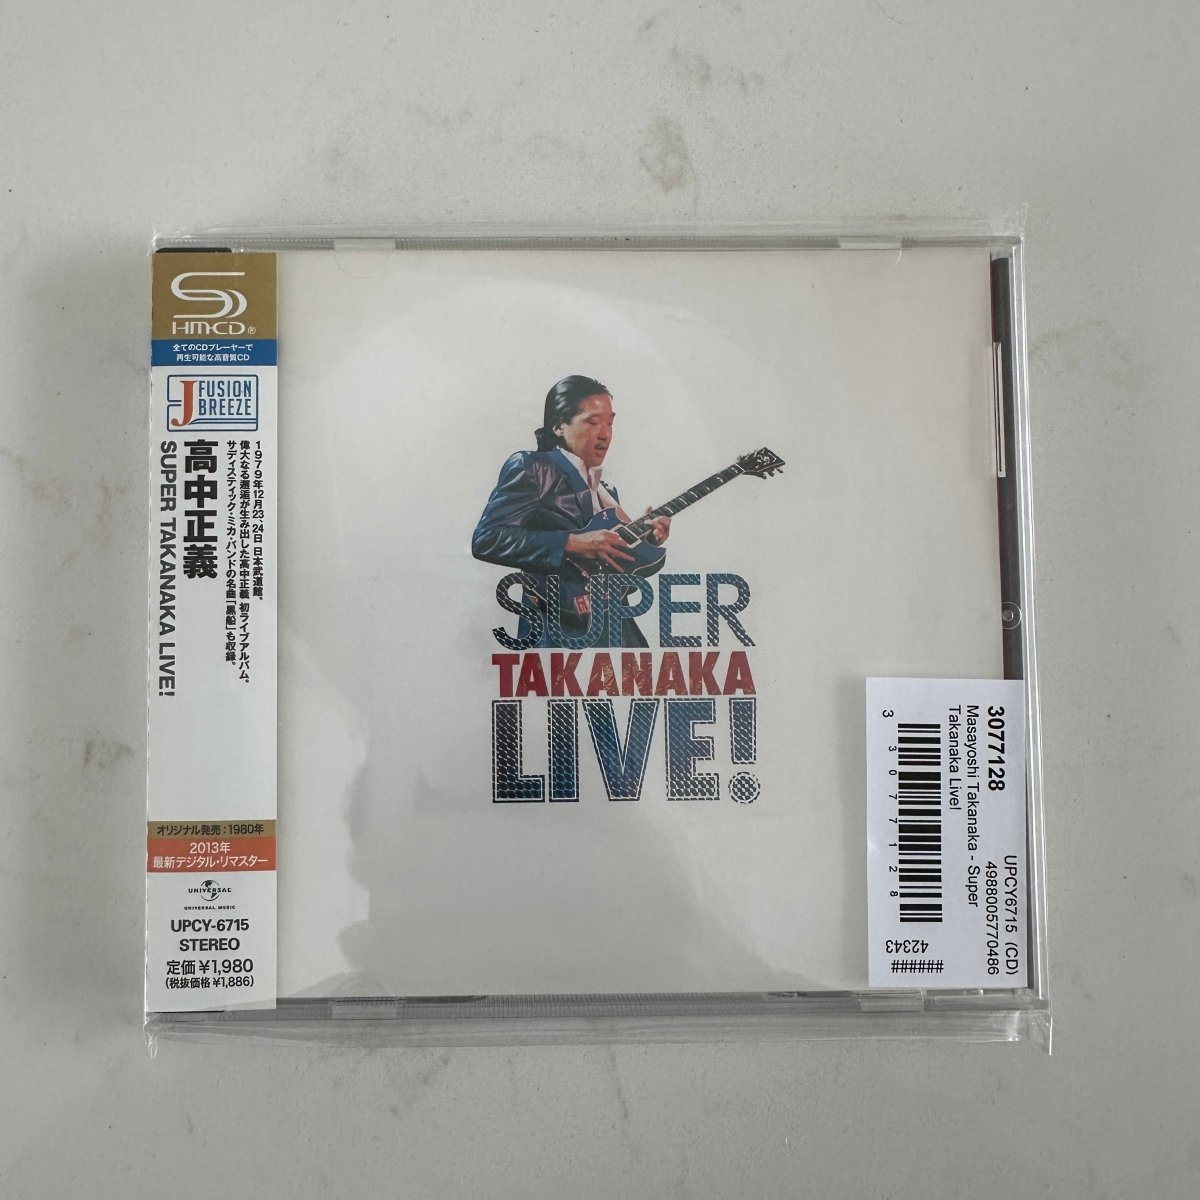 SHM-CD®
全てのCDプレーヤーで
再生可能な高音質CD
J FUSION
BREEZE
1979年12月23、24日 日本武道館。
偉大なる邂逅が生み出した高中正義 初ライブアルバム。
サディスティック・ミカ・バンドの名曲「黒船」も収録。
高中正義
SUPER TAKANAKA LIVE!
オリジナル発売：1980年
2013年
最新デジタル・リマスター
UNIVERSAL
UNIVERSAL MUSIC
UPCY-6715
STEREO
定価¥1,980
(税抜価格¥1,886)
SUPER
TAKANAKA
LIVE!
UPCY6715 (CD)
4988005770486
3077128
Masayoshi Takanaka - Super
Takanaka Live!
3 3077128
42343
######